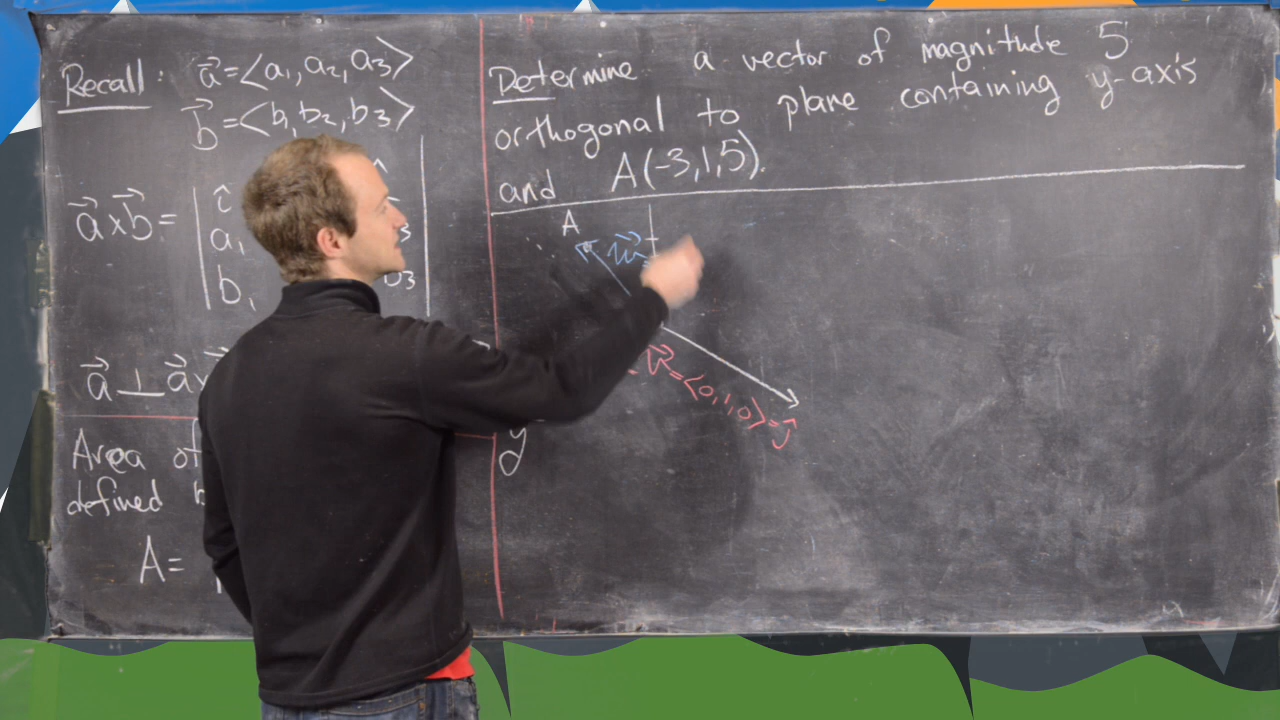 Recall: a⃗=<a₁,a₂,a₃>
b⃗=<b₁,b₂,b₃>
a⃗×b⃗= | î
a₁
b₁ b₃ |
a⃗⊥a⃗×
Area of
defined
A=
Determine a vector of magnitude 5
orthogonal to plane containing y-axis
and A(-3,1,5).
A
u⃗
v⃗=<0,1,0>=j⃗
y